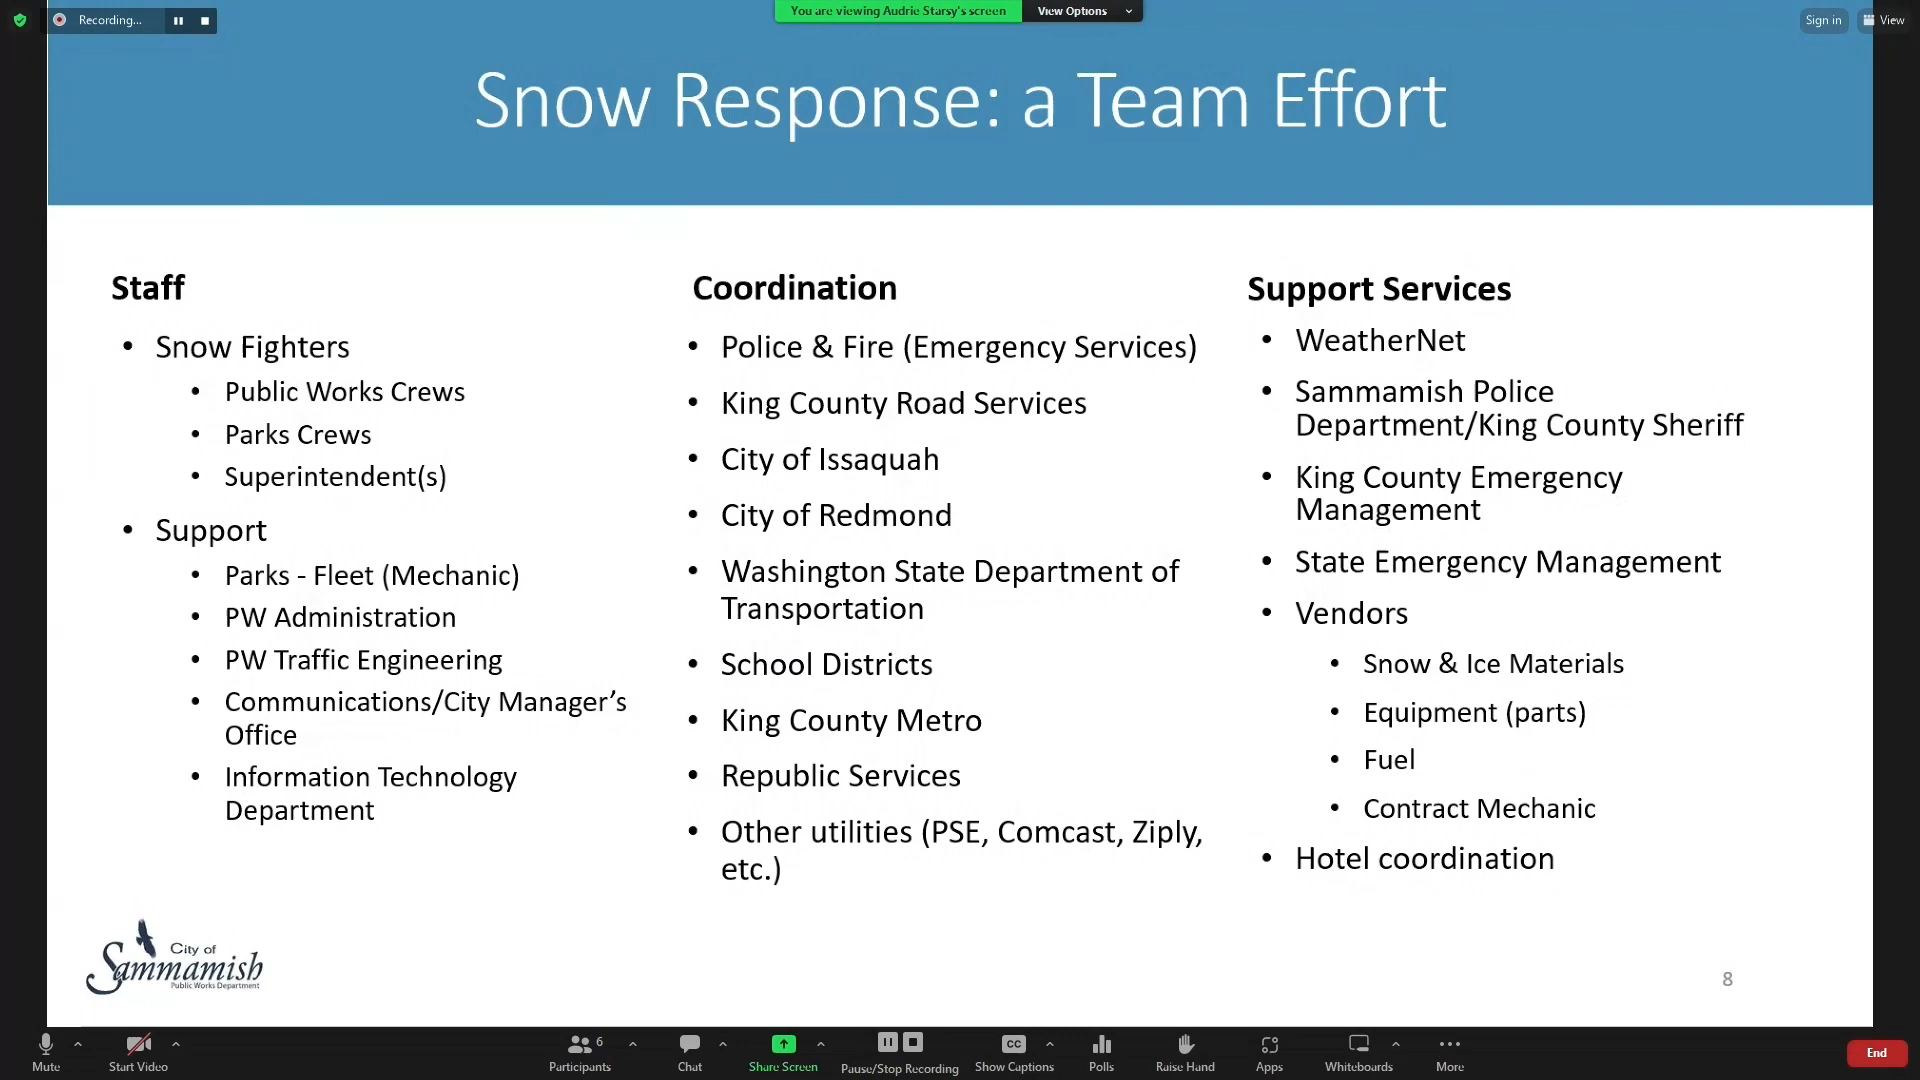 Recording...
You are viewing Audrie Starsy's screen
View Options
Sign in
View
Snow Response: a Team Effort
Staff
• Snow Fighters
• Public Works Crews
• Parks Crews
• Superintendent(s)
• Support
• Parks - Fleet (Mechanic)
• PW Administration
• PW Traffic Engineering
• Communications/City Manager’s
Office
• Information Technology
Department
Coordination
• Police & Fire (Emergency Services)
• King County Road Services
• City of Issaquah
• City of Redmond
• Washington State Department of
Transportation
• School Districts
• King County Metro
• Republic Services
• Other utilities (PSE, Comcast, Ziply,
etc.)
Support Services
• WeatherNet
• Sammamish Police
Department/King County Sheriff
• King County Emergency
Management
• State Emergency Management
• Vendors
• Snow & Ice Materials
• Equipment (parts)
• Fuel
• Contract Mechanic
• Hotel coordination
City of
Sammamish
Public Works Department
8
Mute
Start Video
6
Participants
Chat
Share Screen
Pause/Stop Recording
CC
Show Captions
Polls
Raise Hand
Apps
Whiteboards
More
End